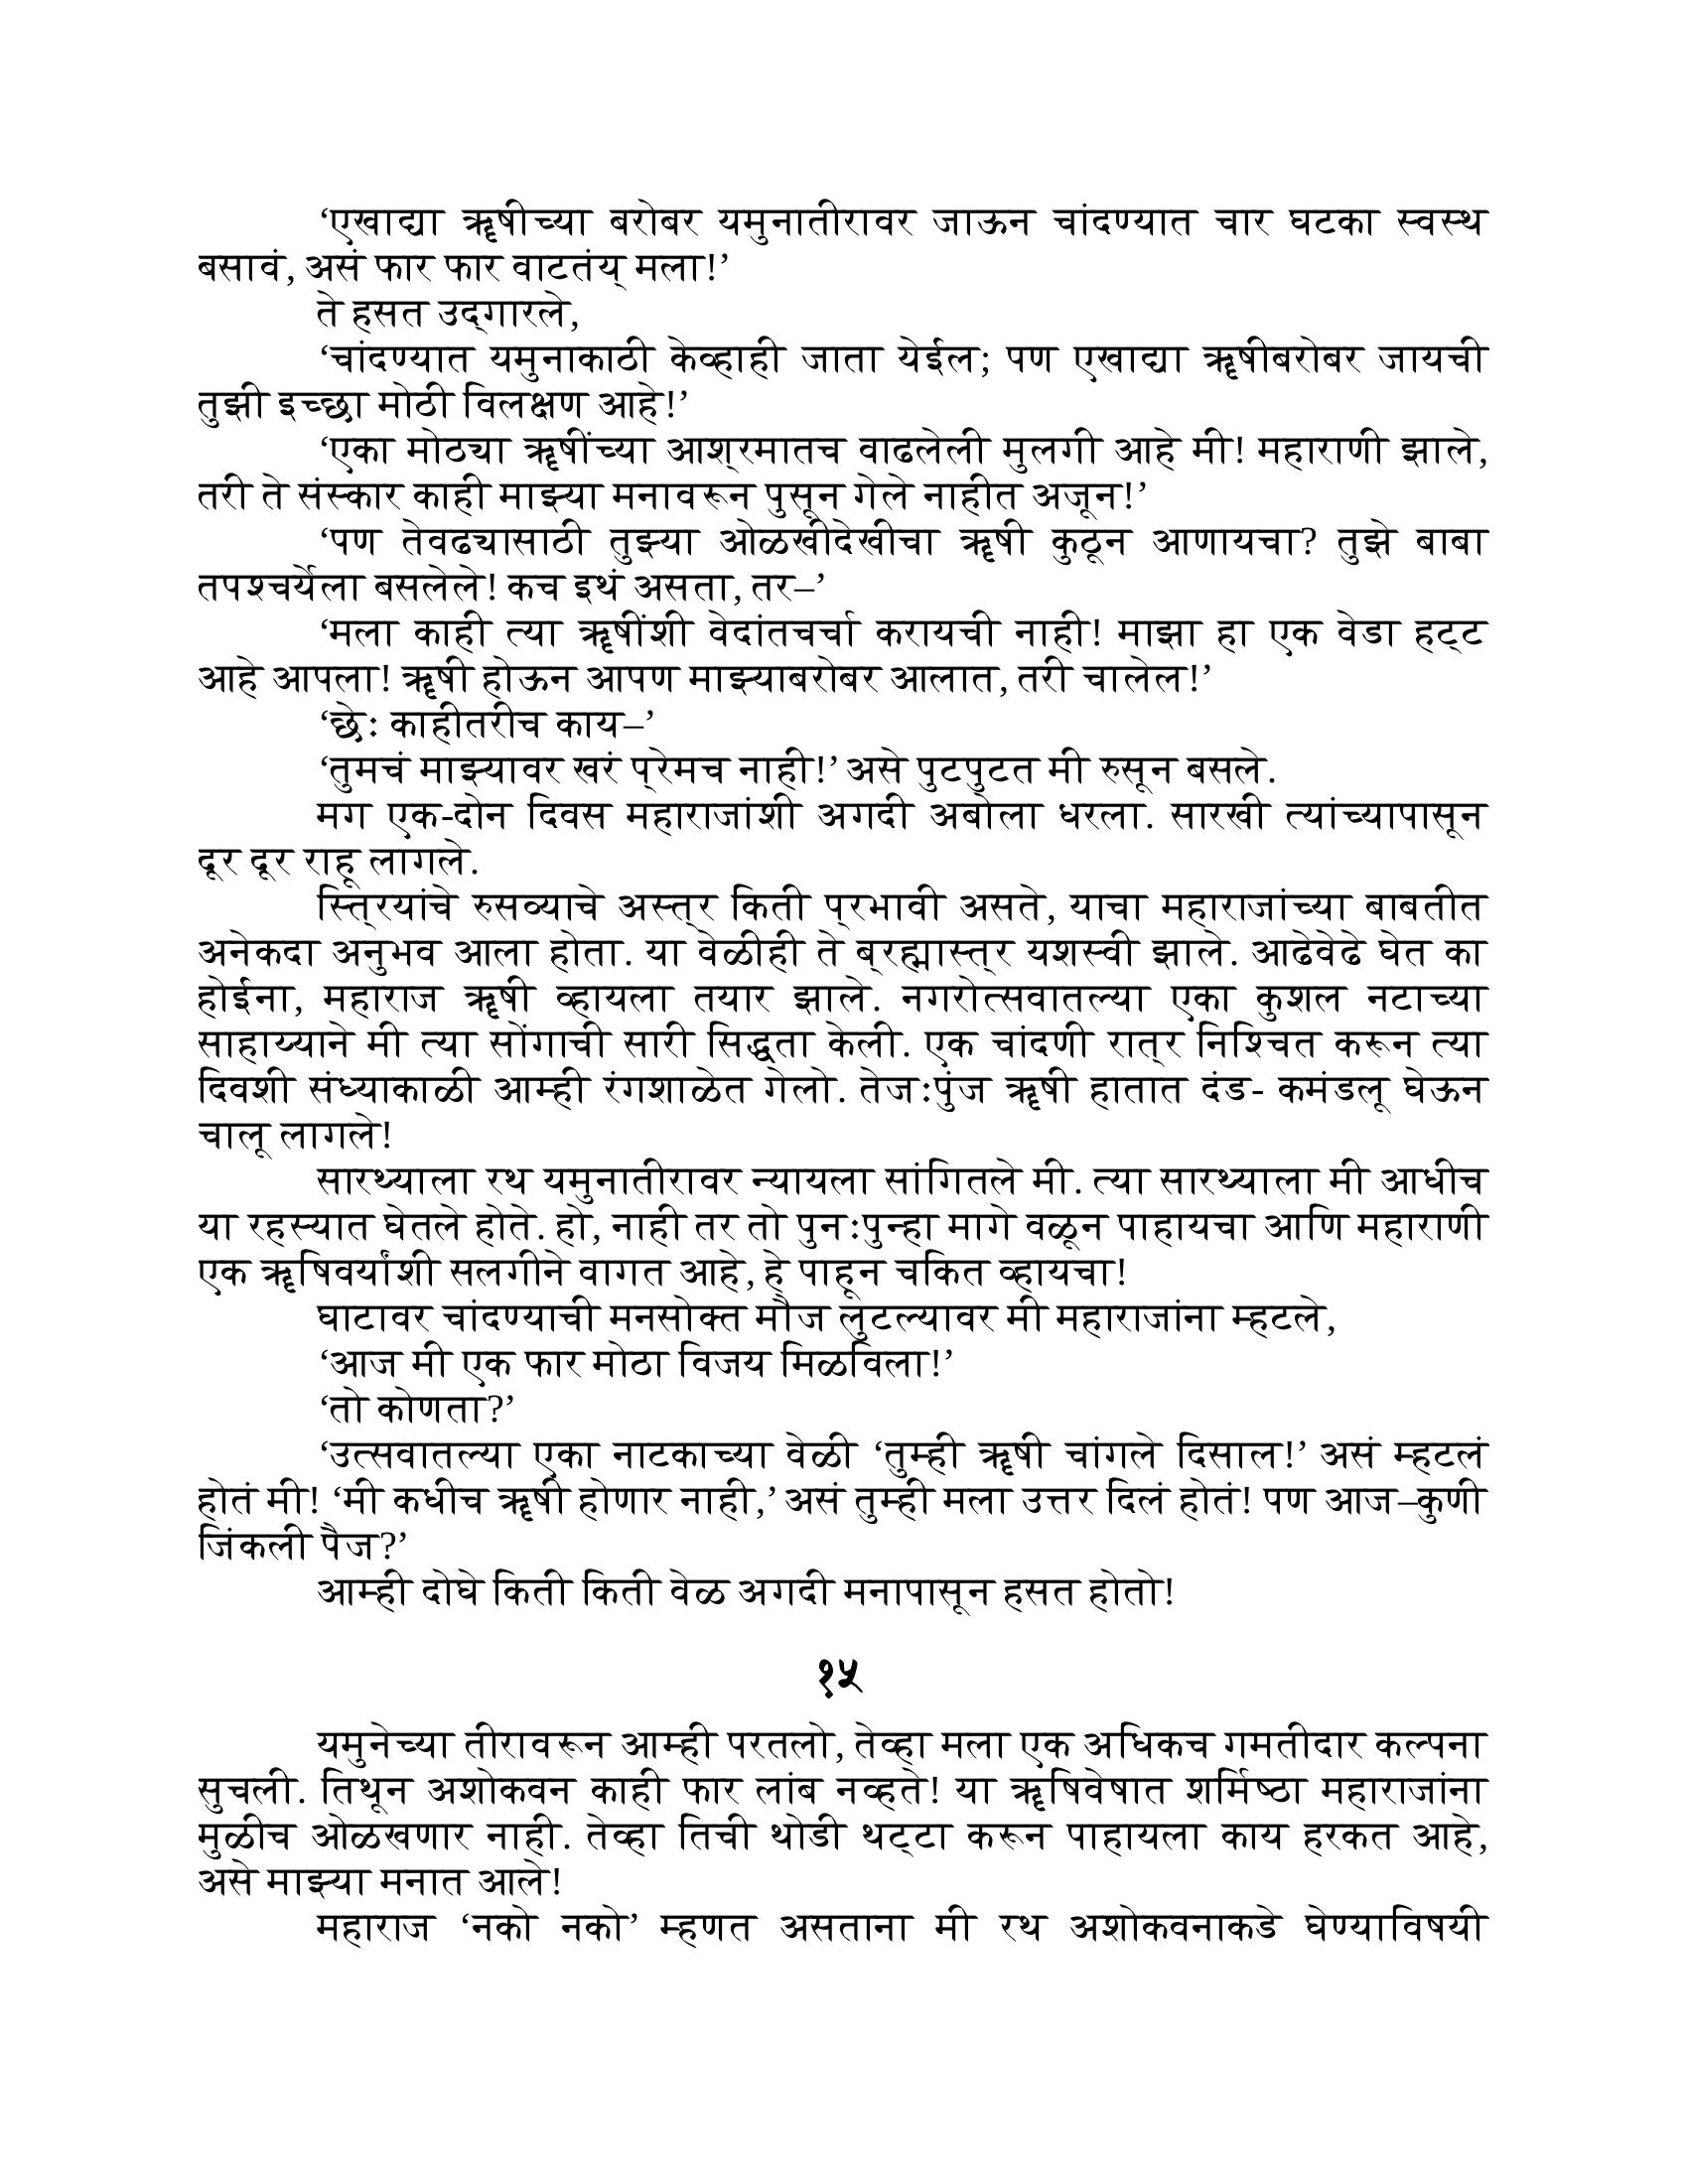 ‘एखाद्या ॠषीच्या बरोबर यमुनातीरावर जाऊन चांदण्यात चार घटका स्वस्थ
बसावं, असं फार फार वाटतंय् मला!’
ते हसत उद्‌गारले,
‘चांदण्यात यमुनाकाठी केव्हाही जाता येईल; पण एखाद्या ॠषीबरोबर जायची
तुझी इच्छा मोठी विलक्षण आहे!’
‘एका मोठ्या ॠषींच्या आश्‍रमातच वाढलेली मुलगी आहे मी! महाराणी झाले,
तरी ते संस्कार काही माझ्या मनावरून पुसून गेले नाहीत अजून!’
‘पण तेवढ्यासाठी तुझ्या ओळखीदेखीचा ॠषी कुठून आणायचा? तुझे बाबा
तपश्चर्येला बसलेले! कच इथं असता, तर–’
‘मला काही त्या ॠषींशी वेदांतचर्चा करायची नाही! माझा हा एक वेडा हट्ट
आहे आपला! ॠषी होऊन आपण माझ्याबरोबर आलात, तरी चालेल!’
‘छेः काहीतरीच काय–’
‘तुमचं माझ्यावर खरं प्‍रेमच नाही!’ असे पुटपुटत मी रुसून बसले.
मग एक-दोन दिवस महाराजांशी अगदी अबोला धरला. सारखी त्यांच्यापासून
दूर दूर राहू लागले.
स्त्‍रियांचे रुसव्याचे अस्त्‍र किती प्‍रभावी असते, याचा महाराजांच्या बाबतीत
अनेकदा अनुभव आला होता. या वेळीही ते ब्‍रह्मास्त्‍र यशस्वी झाले. आढेवेढे घेत का
होईना, महाराज ॠषी व्हायला तयार झाले. नगरोत्सवातल्या एका कुशल नटाच्या
साहाय्याने मी त्या सोंगाची सारी सिद्धता केली. एक चांदणी रात्‍र निश्चित करून त्या
दिवशी संध्याकाळी आम्ही रंगशाळेत गेलो. तेजःपुंज ॠषी हातात दंड- कमंडलू घेऊन
चालू लागले!
सारथ्याला रथ यमुनातीरावर न्यायला सांगितले मी. त्या सारथ्याला मी आधीच
या रहस्यात घेतले होते. हो, नाही तर तो पुनःपुन्हा मागे वळून पाहायचा आणि महाराणी
एक ॠषिवर्यांशी सलगीने वागत आहे, हे पाहून चकित व्हायचा!
घाटावर चांदण्याची मनसोक्त मौज लुटल्यावर मी महाराजांना म्हटले,
‘आज मी एक फार मोठा विजय मिळविला!’
‘तो कोणता?’
‘उत्सवातल्या एका नाटकाच्या वेळी ‘तुम्ही ॠषी चांगले दिसाल!’ असं म्हटलं
होतं मी! ‘मी कधीच ॠषी होणार नाही,’ असं तुम्ही मला उत्तर दिलं होतं! पण आज–कुणी
जिंकली पैज?’
आम्ही दोघे किती किती वेळ अगदी मनापासून हसत होतो!
१५
यमुनेच्या तीरावरून आम्ही परतलो, तेव्हा मला एक अधिकच गमतीदार कल्पना
सुचली. तिथून अशोकवन काही फार लांब नव्हते! या ॠषिवेषात शर्मिष्ठा महाराजांना
मुळीच ओळखणार नाही. तेव्हा तिची थोडी थट्टा करून पाहायला काय हरकत आहे,
असे माझ्या मनात आले!
महाराज ‘नको नको’ म्हणत असताना मी रथ अशोकवनाकडे घेण्याविषयी